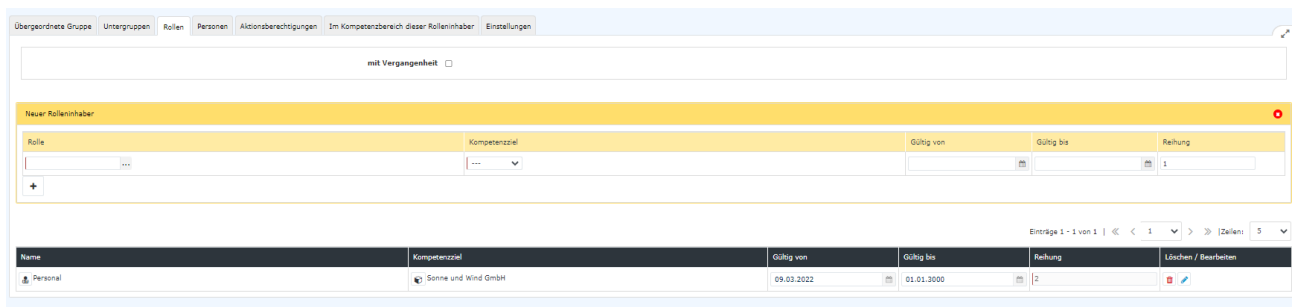 Übergeordnete Gruppe Untergruppen Rollen Personen Aktionsberechtigungen Im Kompetenzbereich dieser Rolleninhaber Einstellungen
mit Vergangenheit
Neuer Rolleninhaber
Rolle Kompetenzziel Gültig von Gültig bis Reihung
... --- 1
+
Einträge 1 - 1 von 1 | « < 1 > » |Zeilen: 5
Name Kompetenzziel Gültig von Gültig bis Reihung Löschen / Bearbeiten
Personal Sonne und Wind GmbH 09.03.2022 01.01.3000 2